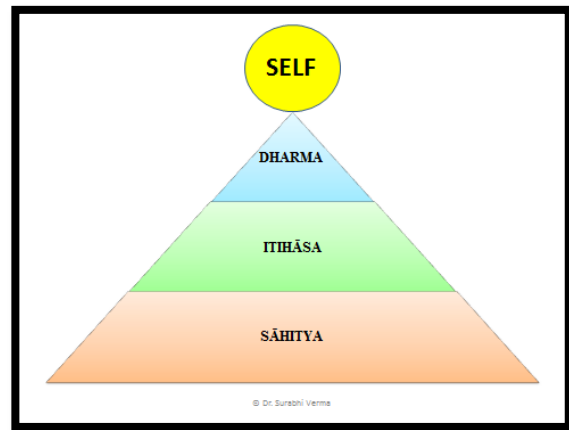 SELF
DHARMA
ITIHĀSA
SĀHITYA
© Dr. Surabhi Verma